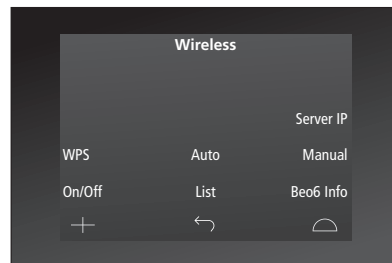 Wireless
Server IP
WPS Auto Manual
On/Off List Beo6 Info